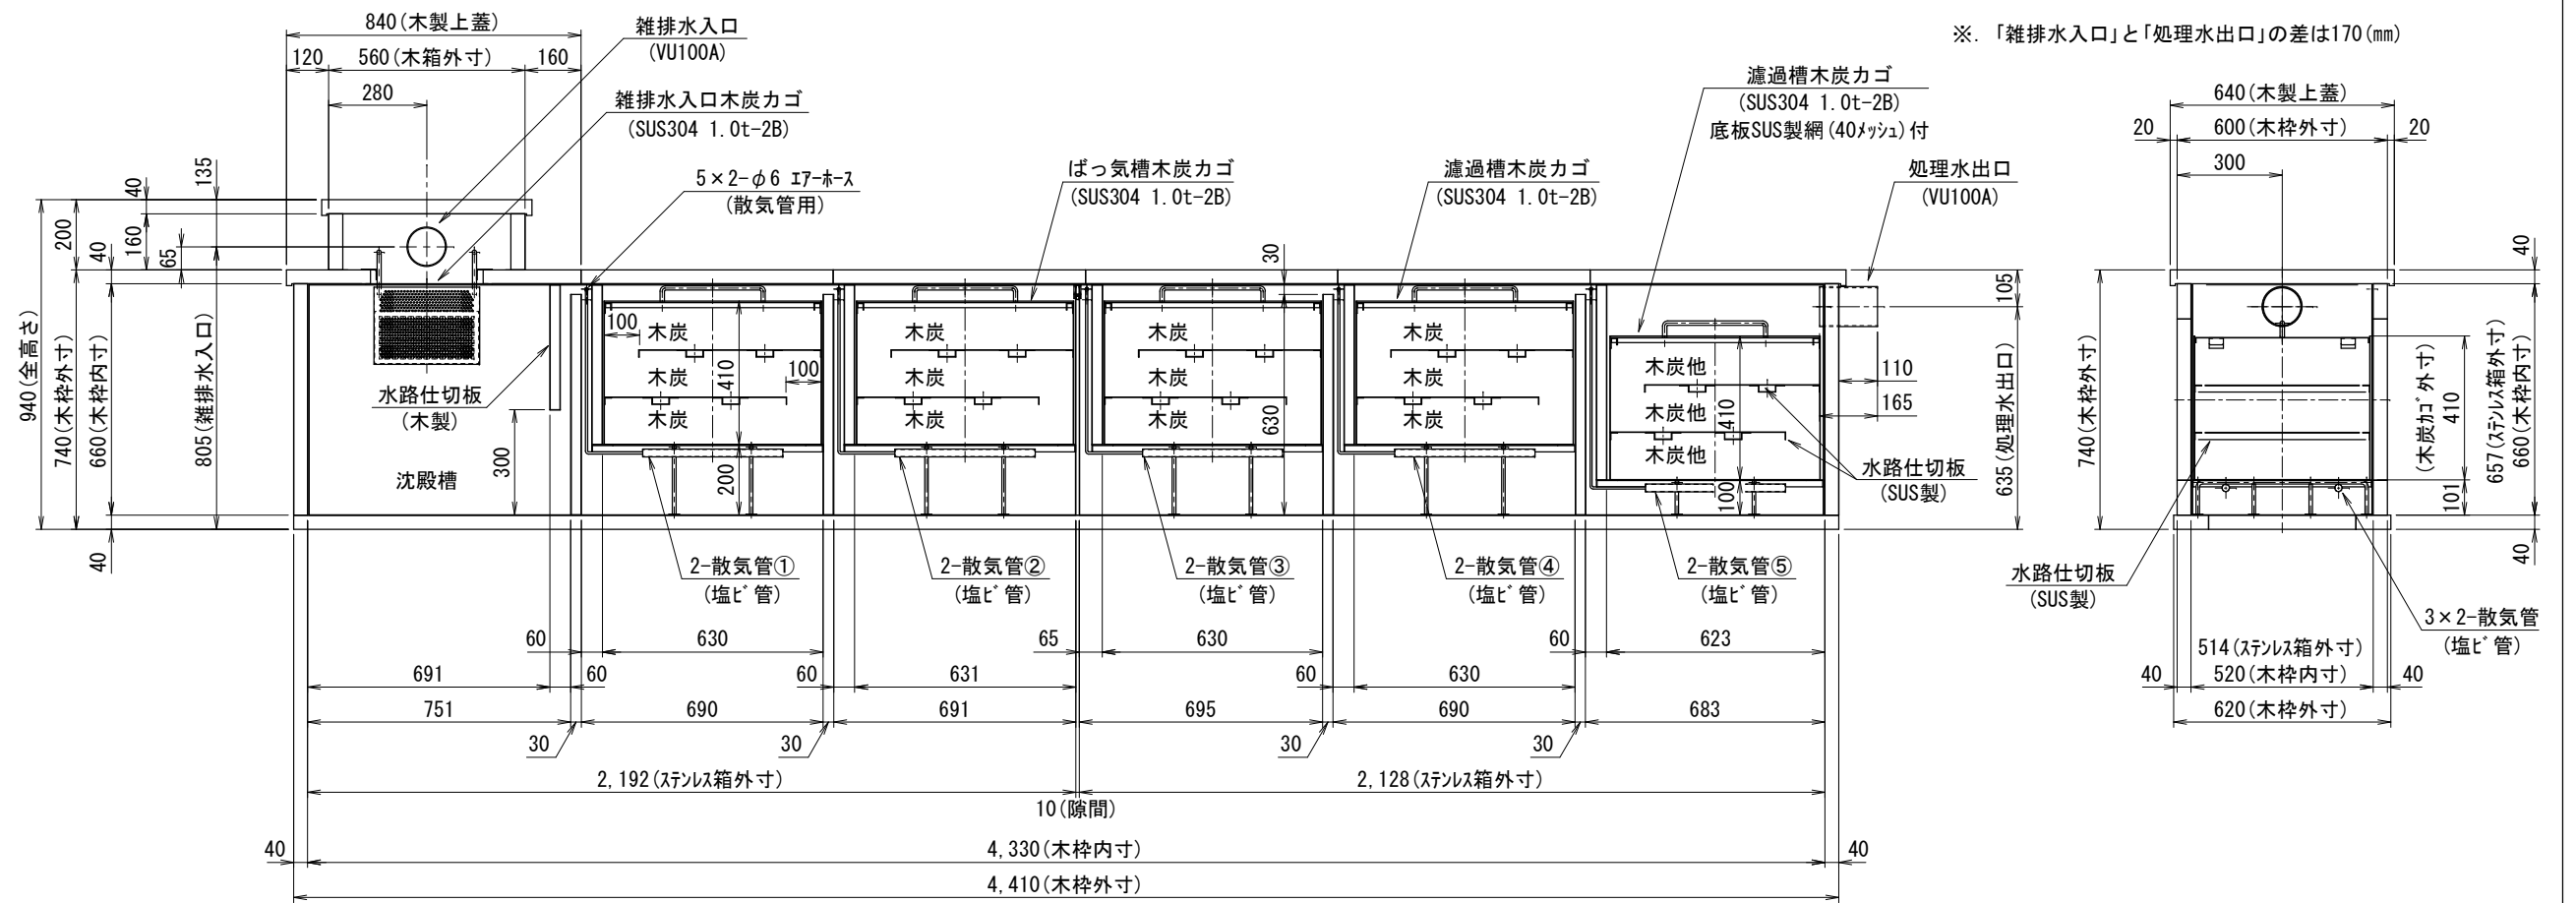 ※. 「雑排水入口」と「処理水出口」の差は170(mm)
840(木製上蓋)
120
560(木箱外寸)
160
280
雑排水入口
(VU100A)
雑排水入口木炭カゴ
(SUS304 1.0t-2B)
5×2-φ6 エアーホース
(散気管用)
ばっ気槽木炭カゴ
(SUS304 1.0t-2B)
濾過槽木炭カゴ
(SUS304 1.0t-2B)
濾過槽木炭カゴ
(SUS304 1.0t-2B)
底板SUS製網(40メッシュ)付
処理水出口
(VU100A)
940(全高さ)
200
740(木枠外寸)
40
160
40
660(木枠内寸)
40
135
65
805(雑排水入口)
水路仕切板
(木製)
沈殿槽
300
100
木炭
木炭
木炭
410
100
200
木炭
木炭
木炭
30
木炭
木炭
木炭
630
木炭
木炭
木炭
木炭他
木炭他
木炭他
410
100
水路仕切板
(SUS製)
110
165
105
635(処理水出口)
2-散気管①
(塩ビ管)
2-散気管②
(塩ビ管)
2-散気管③
(塩ビ管)
2-散気管④
(塩ビ管)
2-散気管⑤
(塩ビ管)
60
630
65
630
60
623
691
60
60
631
60
630
751
690
691
695
690
683
30
30
30
30
2,192(ステンレス箱外寸)
2,128(ステンレス箱外寸)
10(隙間)
40
4,330(木枠内寸)
40
4,410(木枠外寸)
640(木製上蓋)
20
600(木枠外寸)
20
300
740(木枠外寸)
40
410
(木炭カゴ外寸)
101
657(ステンレス箱外寸)
660(木枠内寸)
40
水路仕切板
(SUS製)
3×2-散気管
(塩ビ管)
514(ステンレス箱外寸)
40
520(木枠内寸)
40
620(木枠外寸)